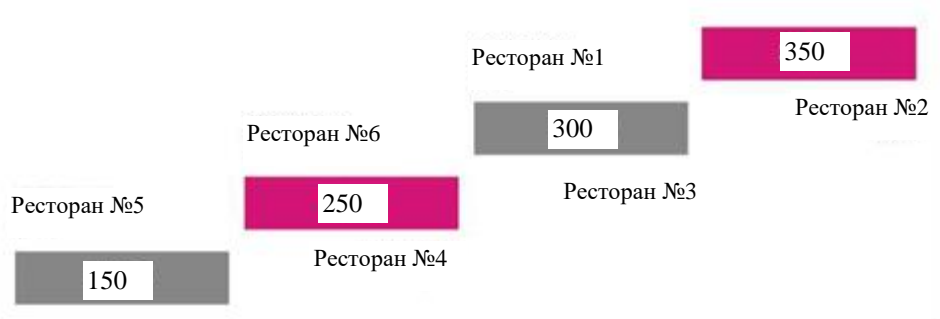 350
Ресторан №1
Ресторан №2
300
Ресторан №6
Ресторан №3
250
Ресторан №5
Ресторан №4
150